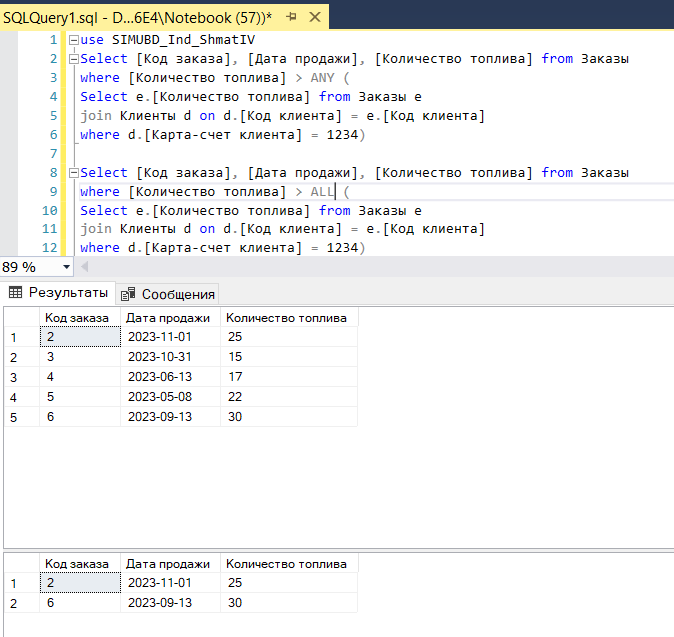 SQLQuery1.sql - D...6E4\Notebook (57))*
1 use SIMUBD_Ind_ShmatIV
2 Select [Код заказа], [Дата продажи], [Количество топлива] from Заказы
3 where [Количество топлива] > ANY (
4 Select e.[Количество топлива] from Заказы e
5 join Клиенты d on d.[Код клиента] = e.[Код клиента]
6 where d.[Карта-счет клиента] = 1234)
7
8 Select [Код заказа], [Дата продажи], [Количество топлива] from Заказы
9 where [Количество топлива] > ALL (
10 Select e.[Количество топлива] from Заказы e
11 join Клиенты d on d.[Код клиента] = e.[Код клиента]
12 where d.[Карта-счет клиента] = 1234)
89 %
Результаты Сообщения
Код заказа Дата продажи Количество топлива
1 2 2023-11-01 25
2 3 2023-10-31 15
3 4 2023-06-13 17
4 5 2023-05-08 22
5 6 2023-09-13 30
Код заказа Дата продажи Количество топлива
1 2 2023-11-01 25
2 6 2023-09-13 30